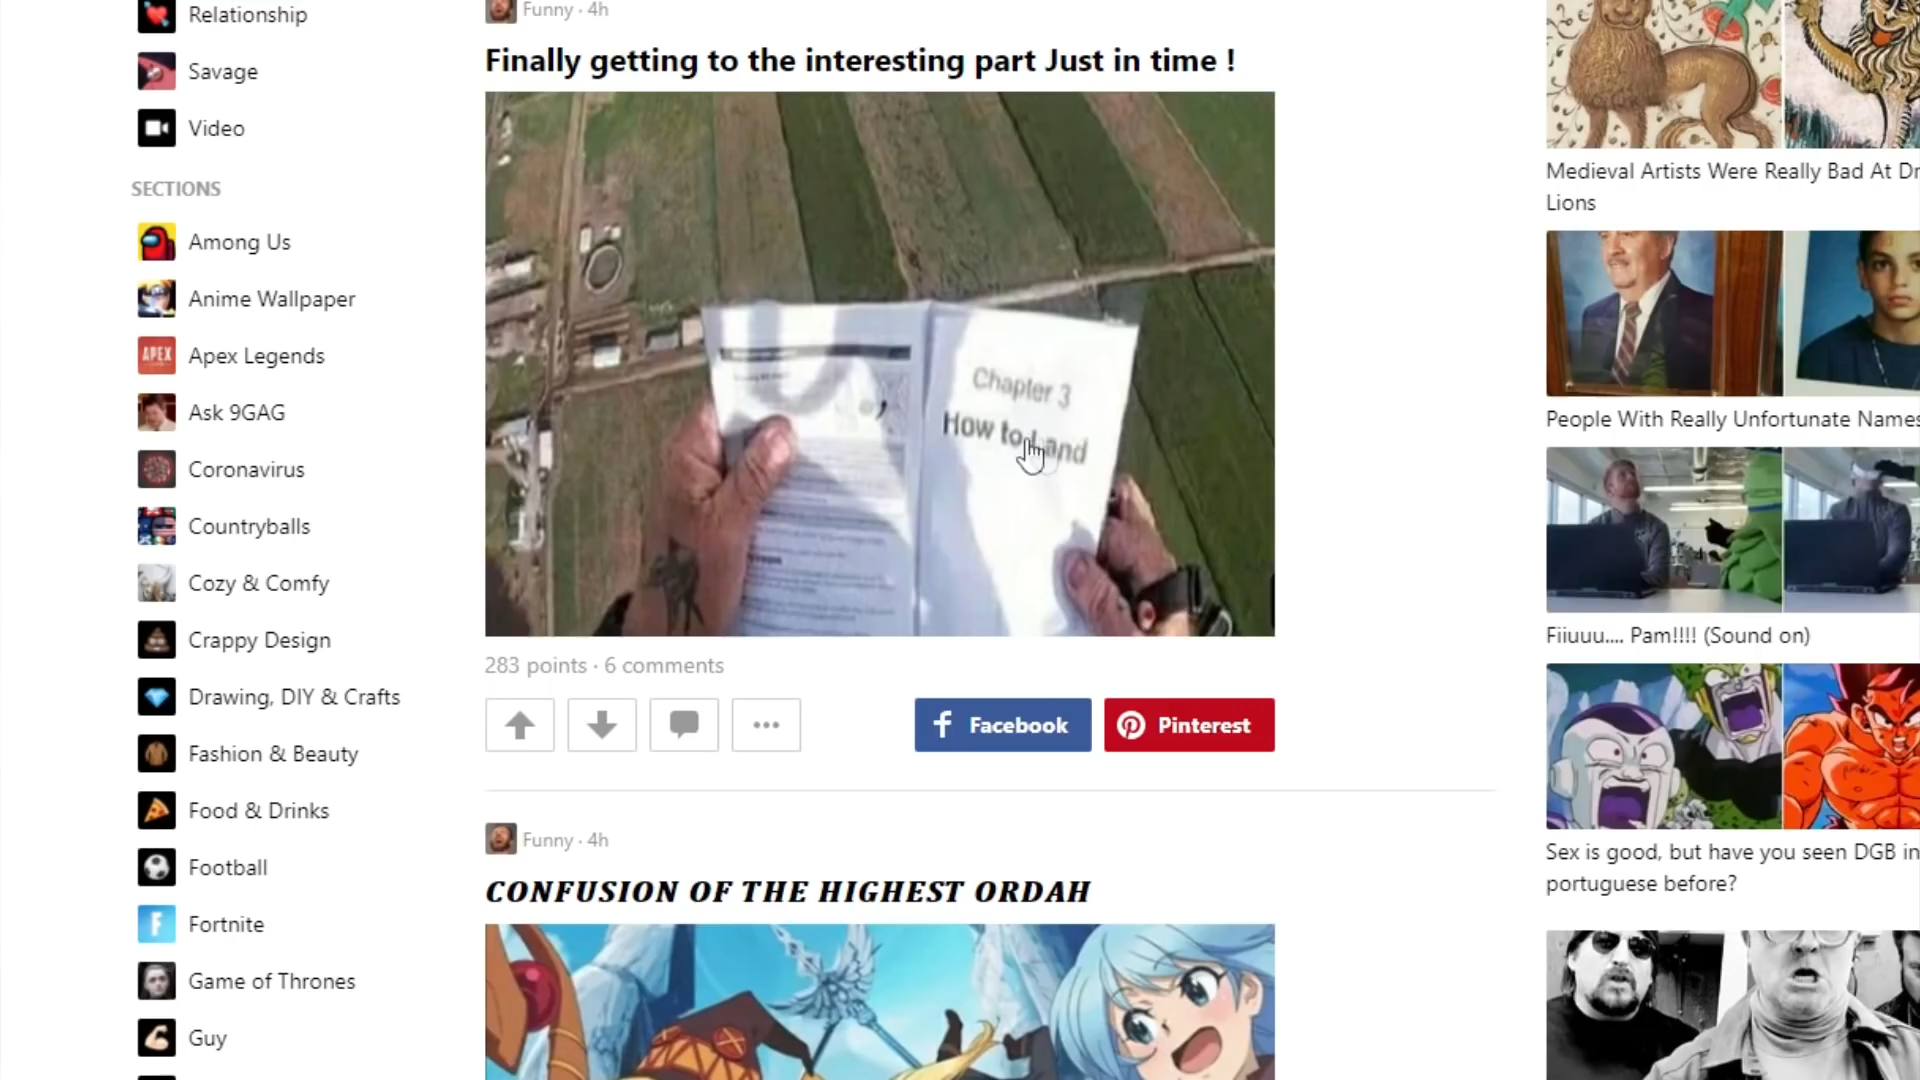 Relationship
Savage
Video
SECTIONS
Among Us
Anime Wallpaper
APEX
Apex Legends
Ask 9GAG
Coronavirus
Countryballs
Cozy & Comfy
Crappy Design
Drawing, DIY & Crafts
Fashion & Beauty
Food & Drinks
Football
Fortnite
Game of Thrones
Guy
Funny · 4h
Finally getting to the interesting part Just in time !
Chapter 3
How to Land
283 points · 6 comments
Facebook
Pinterest
Funny · 4h
CONFUSION OF THE HIGHEST ORDAH
Medieval Artists Were Really Bad At
Lions
People With Really Unfortunate Names
Fiiuuu.... Pam!!!! (Sound on)
Sex is good, but have you seen DGB in
portuguese before?